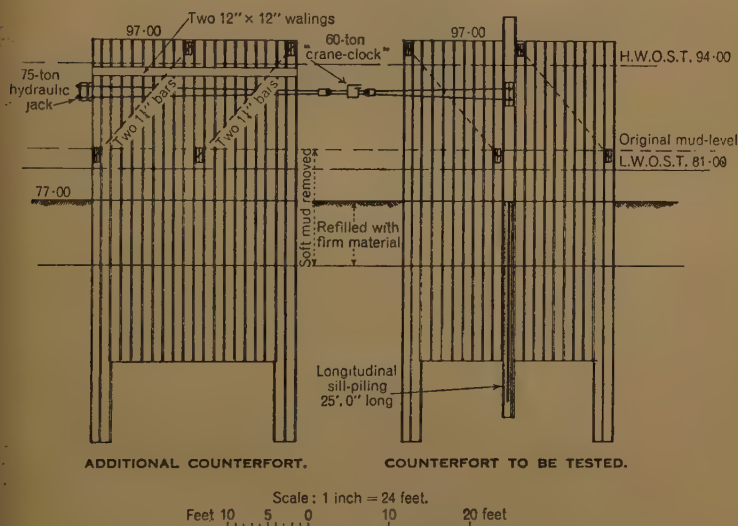 97·00
Two 12" × 12" walings
60-ton
"crane-clock"
97·00
H.W.O.S.T. 94·00
75-ton
hydraulic
jack
Two 1½" bars
Two 1½" bars
Original mud-level
L.W.O.S.T. 81·00
77·00
Soft mud removed
Refilled with
firm material
Longitudinal
sill-piling
25'. 0" long
ADDITIONAL COUNTERFORT.
COUNTERFORT TO BE TESTED.
Scale : 1 inch = 24 feet.
Feet 10 5 0 10 20 feet